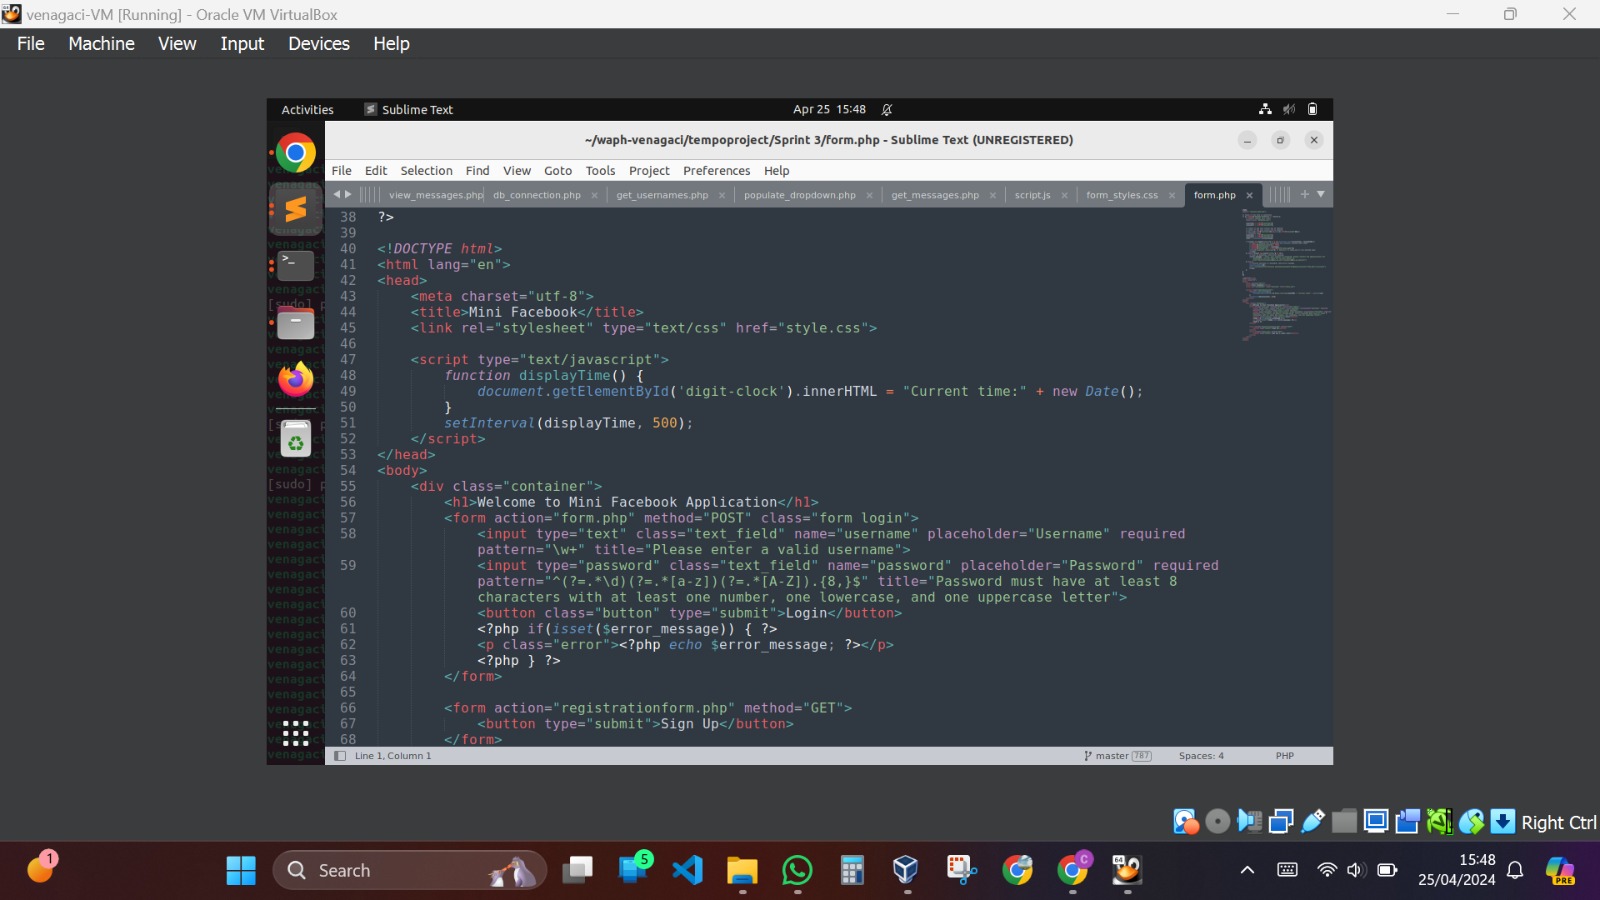 venagaci-VM [Running] - Oracle VM VirtualBox
File Machine View Input Devices Help
Activities Sublime Text Apr 25 15:48
~/waph-venagaci/tempoproject/Sprint 3/form.php - Sublime Text (UNREGISTERED)
File Edit Selection Find View Goto Tools Project Preferences Help
view_messages.php db_connection.php get_usernames.php populate_dropdown.php get_messages.php script.js form_styles.css form.php
38 ?>
39
40 <!DOCTYPE html>
41 <html lang="en">
42 <head>
43 <meta charset="utf-8">
44 <title>Mini Facebook</title>
45 <link rel="stylesheet" type="text/css" href="style.css">
46
47 <script type="text/javascript">
48 function displayTime() {
49 document.getElementById('digit-clock').innerHTML = "Current time:" + new Date();
50 }
51 setInterval(displayTime, 500);
52 </script>
53 </head>
54 <body>
55 <div class="container">
56 <h1>Welcome to Mini Facebook Application</h1>
57 <form action="form.php" method="POST" class="form login">
58 <input type="text" class="text_field" name="username" placeholder="Username" required
pattern="\w+" title="Please enter a valid username">
59 <input type="password" class="text_field" name="password" placeholder="Password" required
pattern="^(?=.*\d)(?=.*[a-z])(?=.*[A-Z]).{8,}$" title="Password must have at least 8
characters with at least one number, one lowercase, and one uppercase letter">
60 <button class="button" type="submit">Login</button>
61 <?php if(isset($error_message)) { ?>
62 <p class="error"><?php echo $error_message; ?></p>
63 <?php } ?>
64 </form>
65
66 <form action="registrationform.php" method="GET">
67 <button type="submit">Sign Up</button>
68 </form>
Line 1, Column 1 master 787 Spaces: 4 PHP
Right Ctrl
1 Search 5 C 64 15:48
25/04/2024 PRE